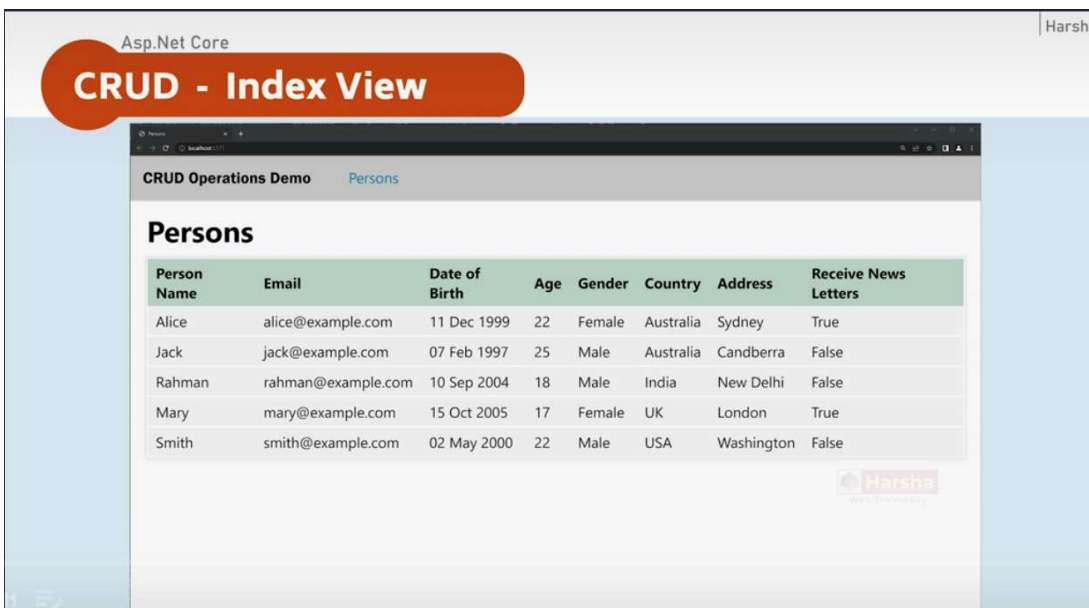 Harsh
Asp.Net Core
CRUD - Index View
Persons
CRUD Operations Demo Persons
Persons
Person Name Email Date of Birth Age Gender Country Address Receive News Letters
Alice alice@example.com 11 Dec 1999 22 Female Australia Sydney True
Jack jack@example.com 07 Feb 1997 25 Male Australia Candberra False
Rahman rahman@example.com 10 Sep 2004 18 Male India New Delhi False
Mary mary@example.com 15 Oct 2005 17 Female UK London True
Smith smith@example.com 02 May 2000 22 Male USA Washington False
Harsha